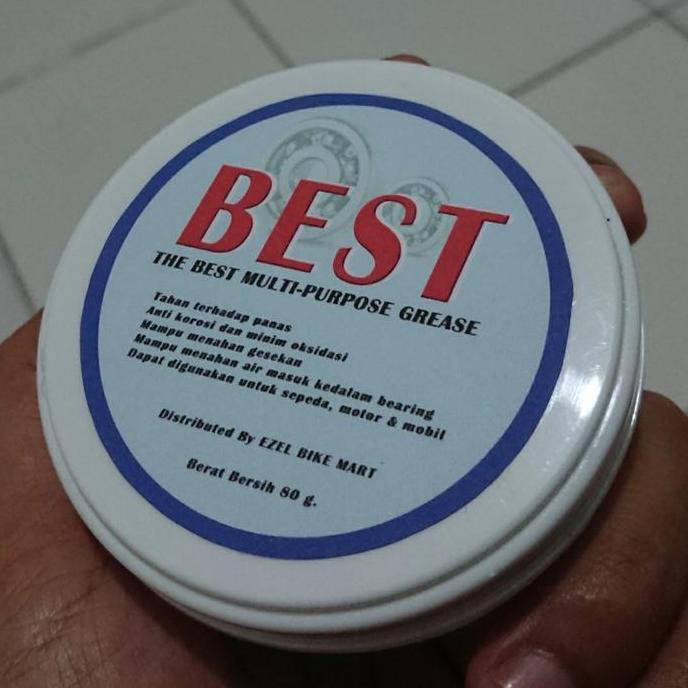 BEST
THE BEST MULTI-PURPOSE GREASE
Tahan terhadap panas
Anti korosi dan minim oksidasi
Mampu menahan gesekan
Mampu menahan air masuk kedalam bearing
Dapat digunakan untuk sepeda, motor & mobil
Distributed By EZEL BIKE MART
Berat Bersih 80 g.